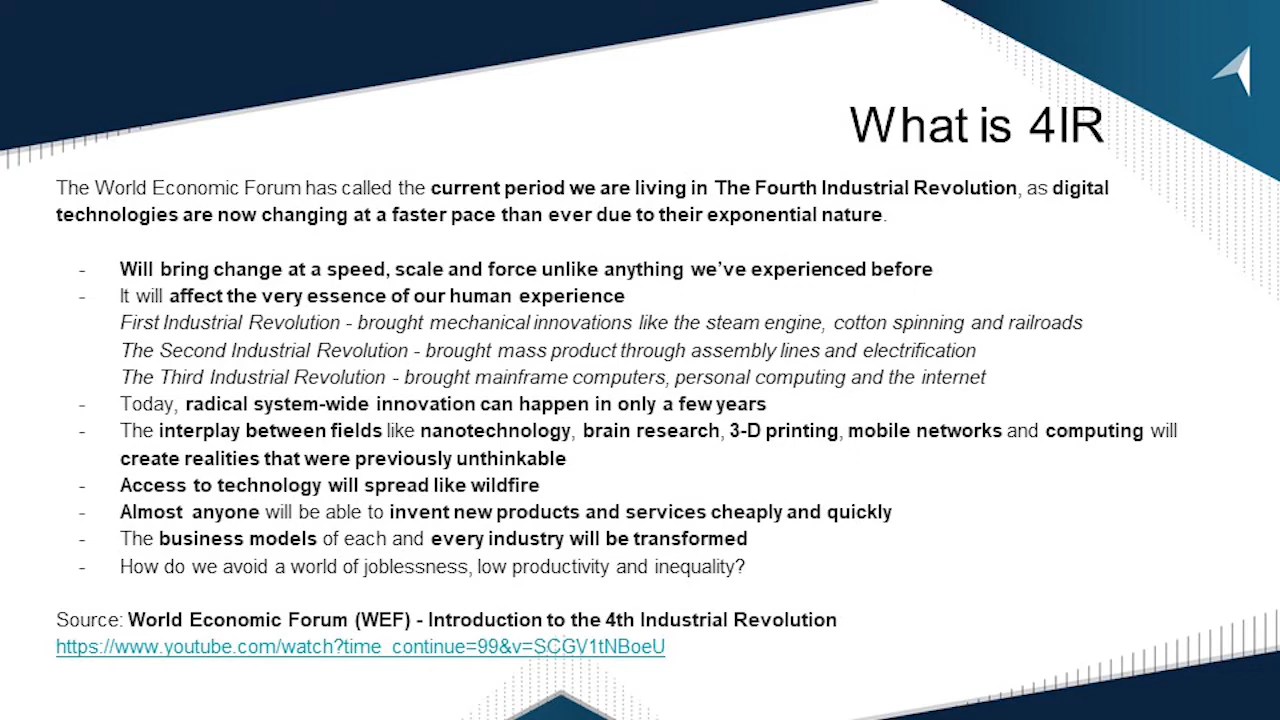 What is 4IR
The World Economic Forum has called the current period we are living in The Fourth Industrial Revolution, as digital
technologies are now changing at a faster pace than ever due to their exponential nature.
- Will bring change at a speed, scale and force unlike anything we've experienced before
- It will affect the very essence of our human experience
First Industrial Revolution - brought mechanical innovations like the steam engine, cotton spinning and railroads
The Second Industrial Revolution - brought mass product through assembly lines and electrification
The Third Industrial Revolution - brought mainframe computers, personal computing and the internet
- Today, radical system-wide innovation can happen in only a few years
- The interplay between fields like nanotechnology, brain research, 3-D printing, mobile networks and computing will
create realities that were previously unthinkable
- Access to technology will spread like wildfire
- Almost anyone will be able to invent new products and services cheaply and quickly
- The business models of each and every industry will be transformed
- How do we avoid a world of joblessness, low productivity and inequality?
Source: World Economic Forum (WEF) - Introduction to the 4th Industrial Revolution
https://www.youtube.com/watch?time_continue=99&v=SCGV1tNBoeU